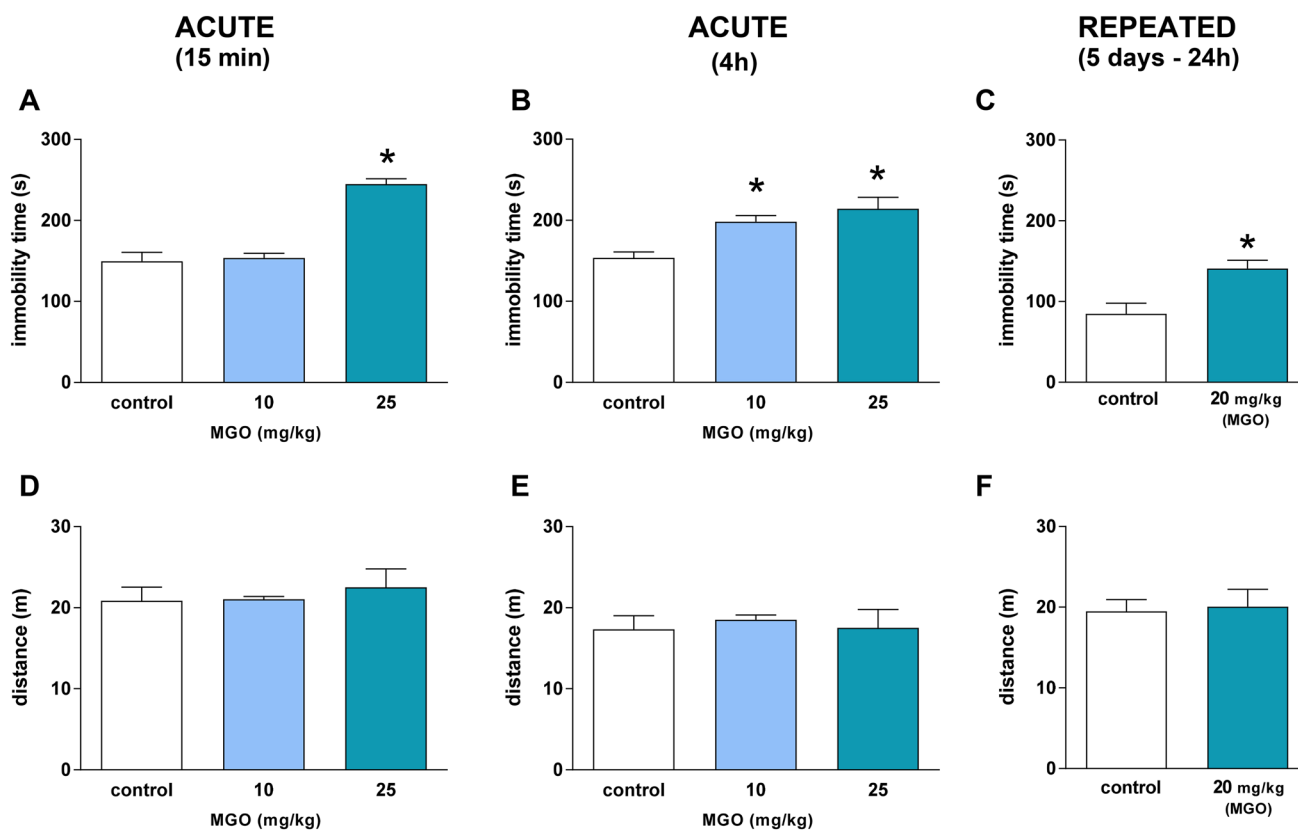 ACUTE
(15 min)
ACUTE
(4h)
REPEATED
(5 days - 24h)
A
immobility time (s)
300
200
100
0
*
control
10
25
MGO (mg/kg)
B
immobility time (s)
300
200
100
0
*
*
control
10
25
MGO (mg/kg)
C
immobility time (s)
300
200
100
0
*
control
20 mg/kg
(MGO)
D
distance (m)
30
20
10
0
control
10
25
MGO (mg/kg)
E
distance (m)
30
20
10
0
control
10
25
MGO (mg/kg)
F
distance (m)
30
20
10
0
control
20 mg/kg
(MGO)